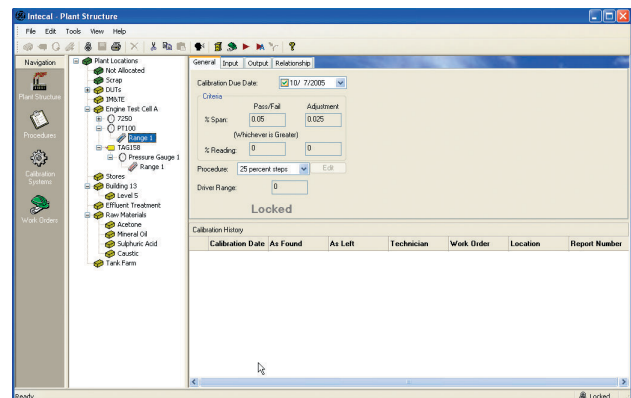 Intecal - Plant Structure
File Edit Tools View Help
Navigation
Plant Structure
Procedures
Calibration Systems
Work Orders
Plant Locations
Not Allocated
Scrap
DUTs
IM&TE
Engine Test Cell A
7250
PT100
Range 1
TAG158
Pressure Gauge 1
Range 1
Stores
Building 13
Level 5
Effluent Treatment
Raw Materials
Acetone
Mineral Oil
Sulphuric Acid
Caustic
Tank Farm
General Input Output Relationship
Calibration Due Date: 10/ 7/2005
Criteria
Pass/Fail Adjustment
% Span: 0.05 0.025
(Whichever is Greater)
% Reading: 0 0
Procedure: 25 percent steps Edit
Driver Range: 0
Locked
Calibration History
Calibration Date As Found As Left Technician Work Order Location Report Number
Ready Locked